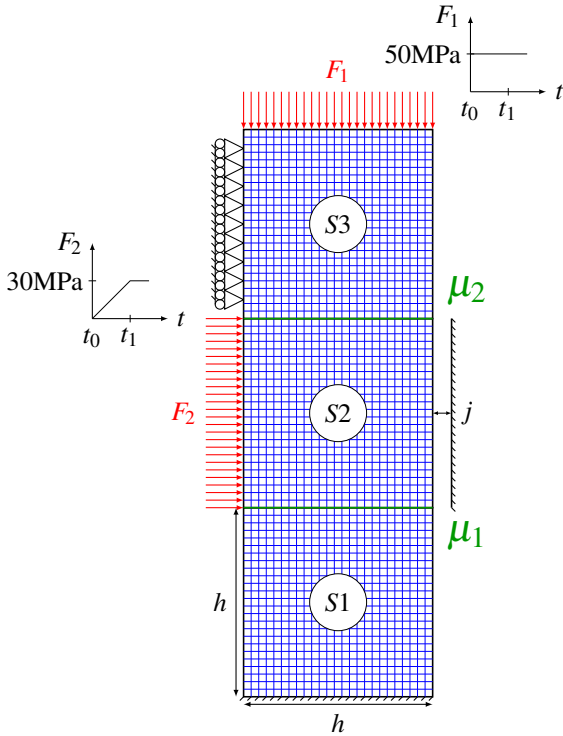 F₁
50MPa
t₀ t₁ t
F₁
S3
F₂
30MPa
t₀ t₁ t
μ₂
F₂
S2
j
μ₁
h
S1
h